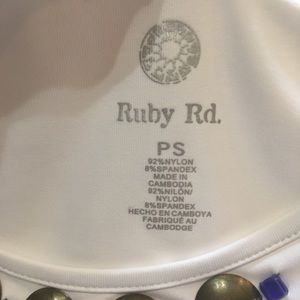 Ruby Rd.
PS
92%NYLON
8%SPANDEX
MADE IN
CAMBODIA
92%NILÓN/
NYLON
8%SPANDEX
HECHO EN CAMBOYA
FABRIQUÉ AU
CAMBODGE